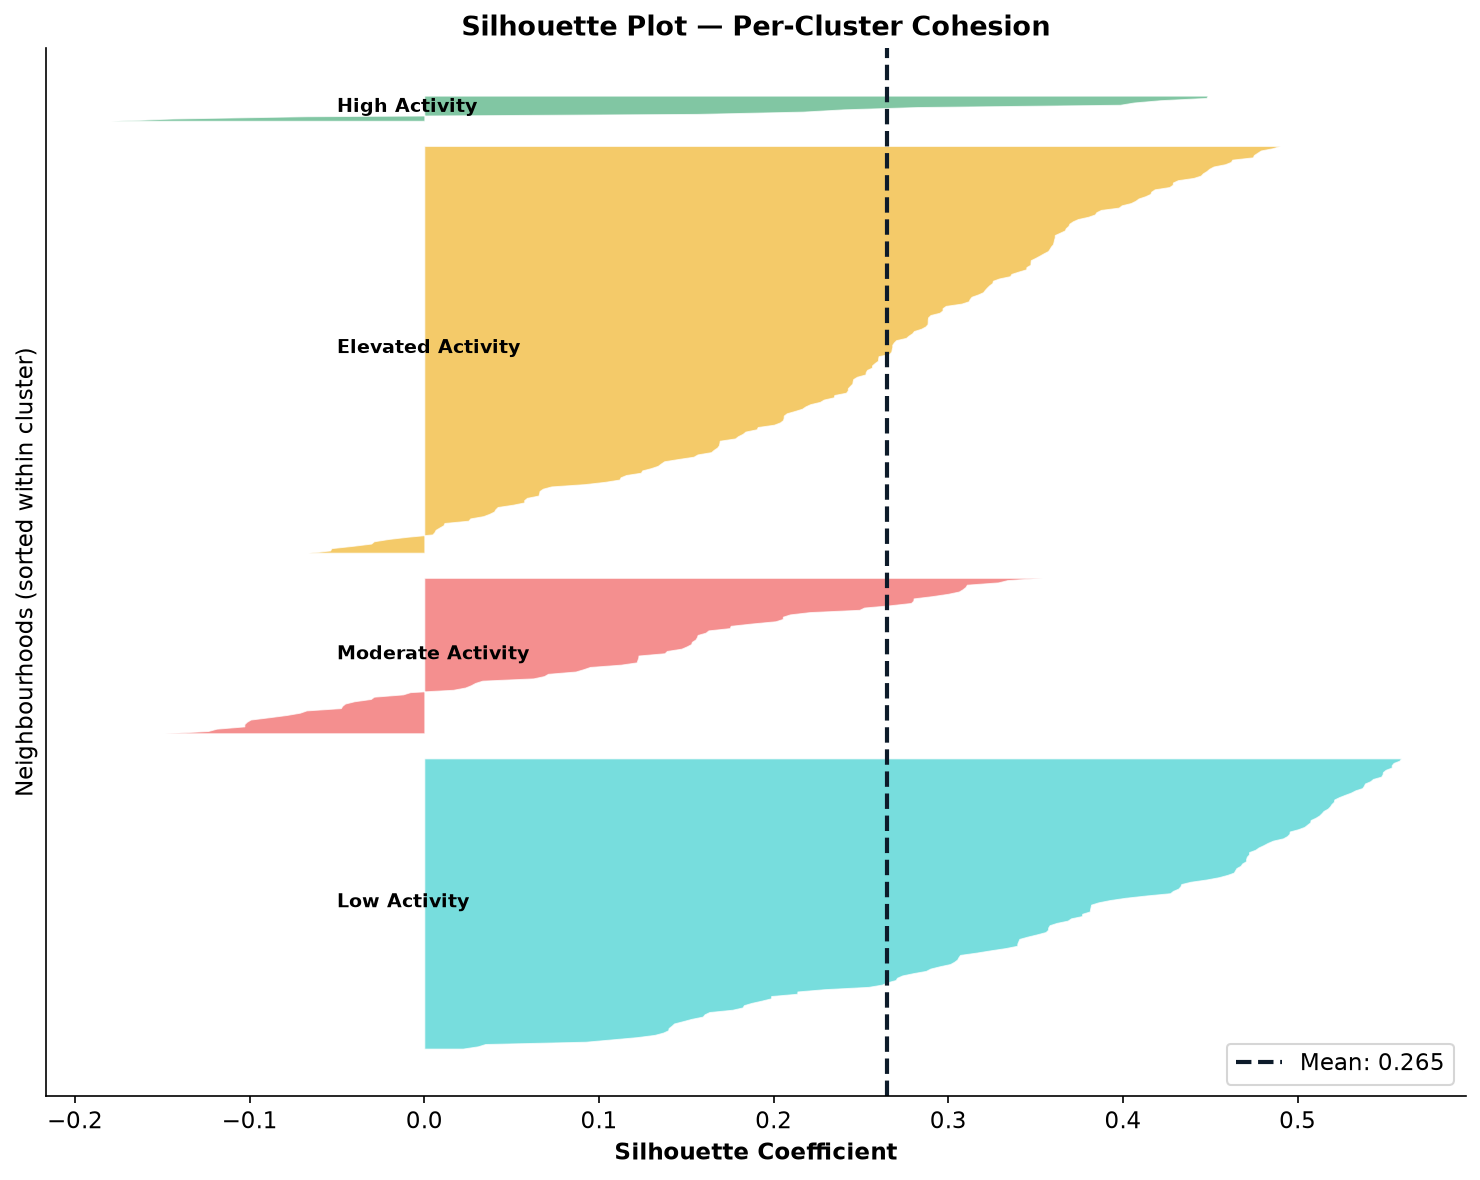 Silhouette Plot — Per-Cluster Cohesion
High Activity
Elevated Activity
Moderate Activity
Low Activity
Neighbourhoods (sorted within cluster)
Mean: 0.265
−0.2 −0.1 0.0 0.1 0.2 0.3 0.4 0.5
Silhouette Coefficient